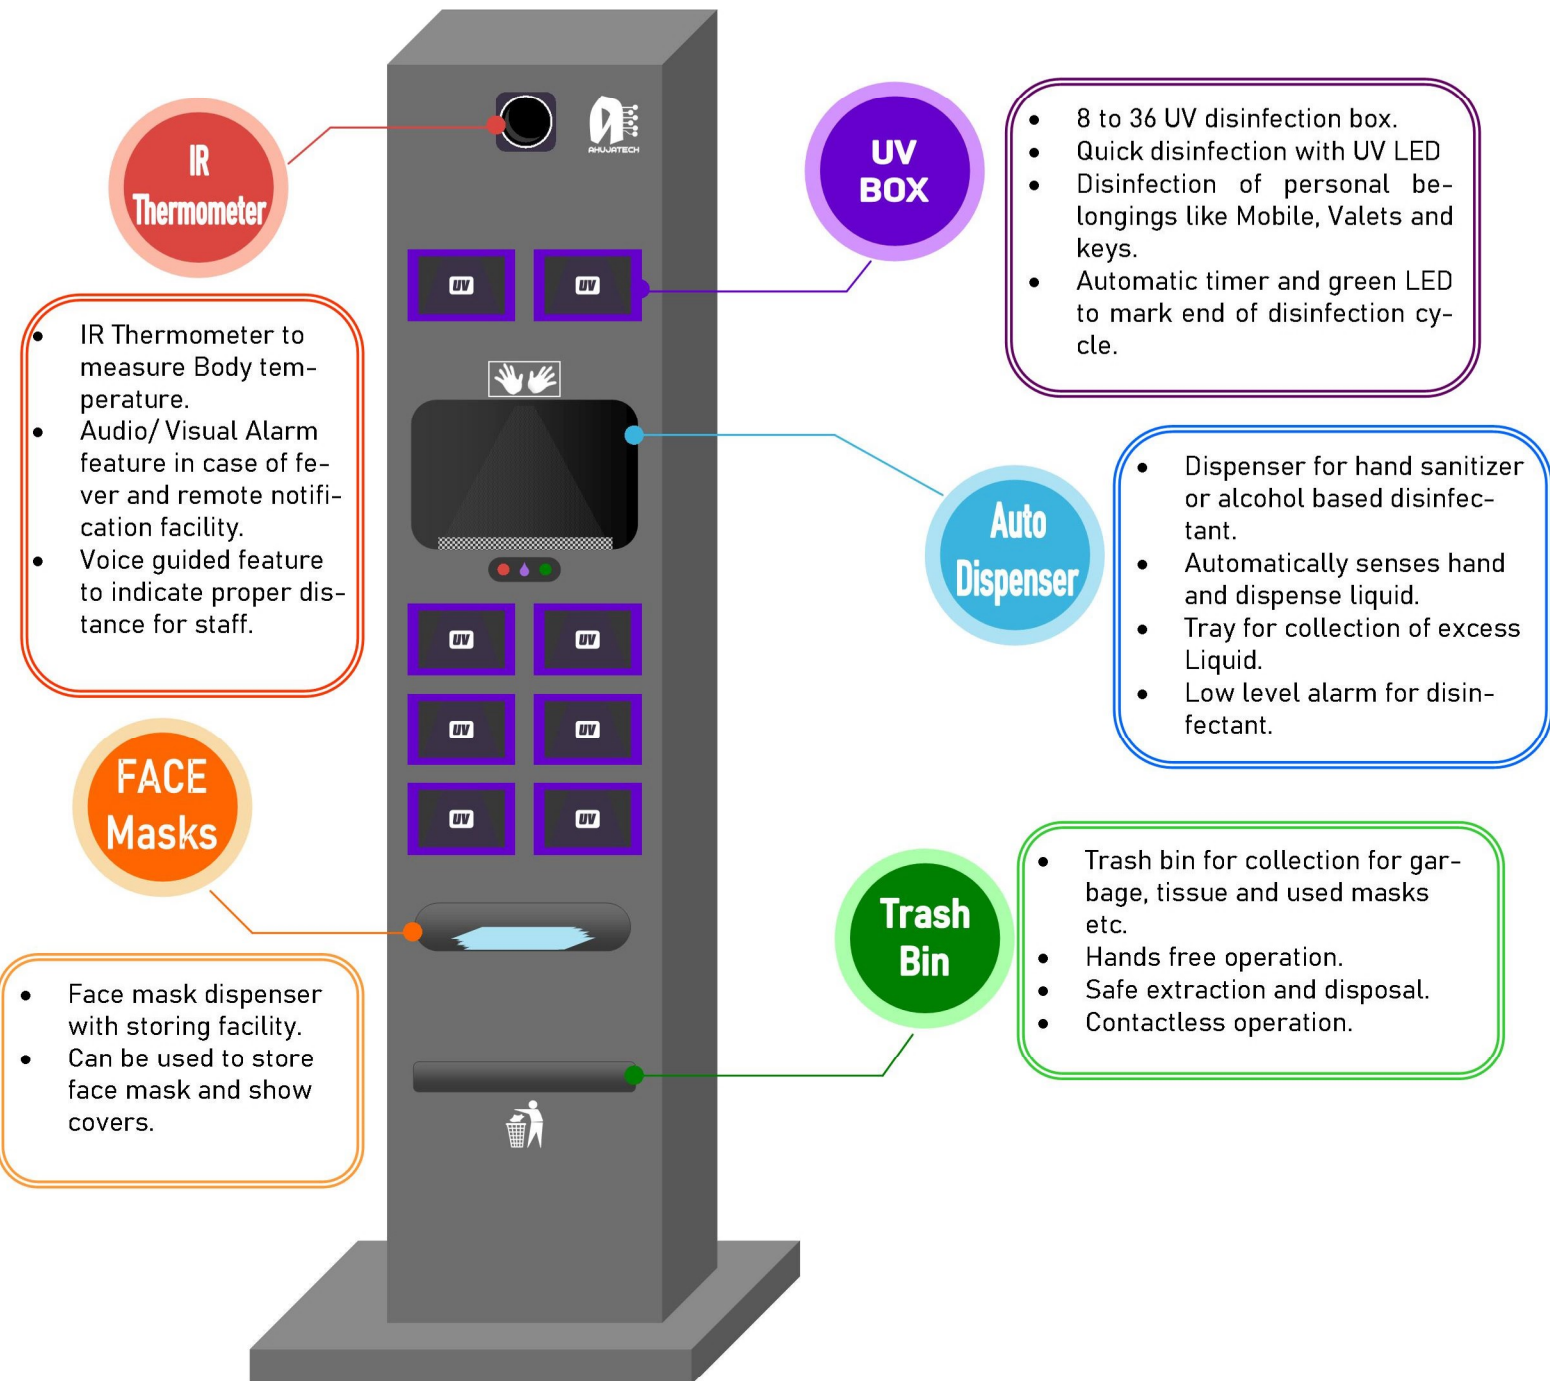 AHUJATECH
IR
Thermometer
IR Thermometer to
measure Body tem-
perature.
Audio/ Visual Alarm
feature in case of fe-
ver and remote notifi-
cation facility.
Voice guided feature
to indicate proper dis-
tance for staff.
FACE
Masks
Face mask dispenser
with storing facility.
Can be used to store
face mask and show
covers.
UV UV
UV UV
UV UV
UV UV
UV
BOX
8 to 36 UV disinfection box.
Quick disinfection with UV LED
Disinfection of personal be-
longings like Mobile, Valets and
keys.
Automatic timer and green LED
to mark end of disinfection cy-
cle.
Auto
Dispenser
Dispenser for hand sanitizer
or alcohol based disinfec-
tant.
Automatically senses hand
and dispense liquid.
Tray for collection of excess
Liquid.
Low level alarm for disin-
fectant.
Trash
Bin
Trash bin for collection for gar-
bage, tissue and used masks
etc.
Hands free operation.
Safe extraction and disposal.
Contactless operation.